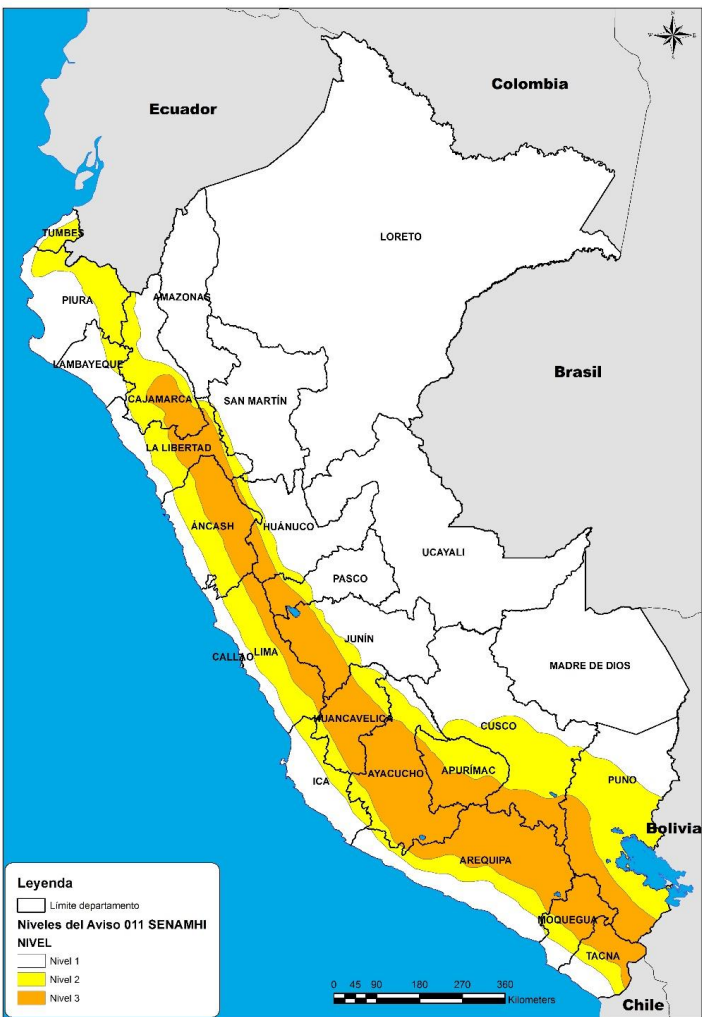 N
W
E
S
Colombia
Ecuador
LORETO
TUMBES
PIURA
AMAZONAS
LAMBAYEQUE
Brasil
CAJAMARCA
SAN MARTÍN
LA LIBERTAD
ÁNCASH
HUÁNUCO
UCAYALI
PASCO
JUNÍN
CALLAO
LIMA
MADRE DE DIOS
HUANCAVELICA
CUSCO
ICA
AYACUCHO
APURÍMAC
PUNO
Bolivia
AREQUIPA
MOQUEGUA
TACNA
Chile
Leyenda
Límite departamento
Niveles del Aviso 011 SENAMHI
NIVEL
Nivel 1
Nivel 2
Nivel 3
0 45 90 180 270 360
Kilometers